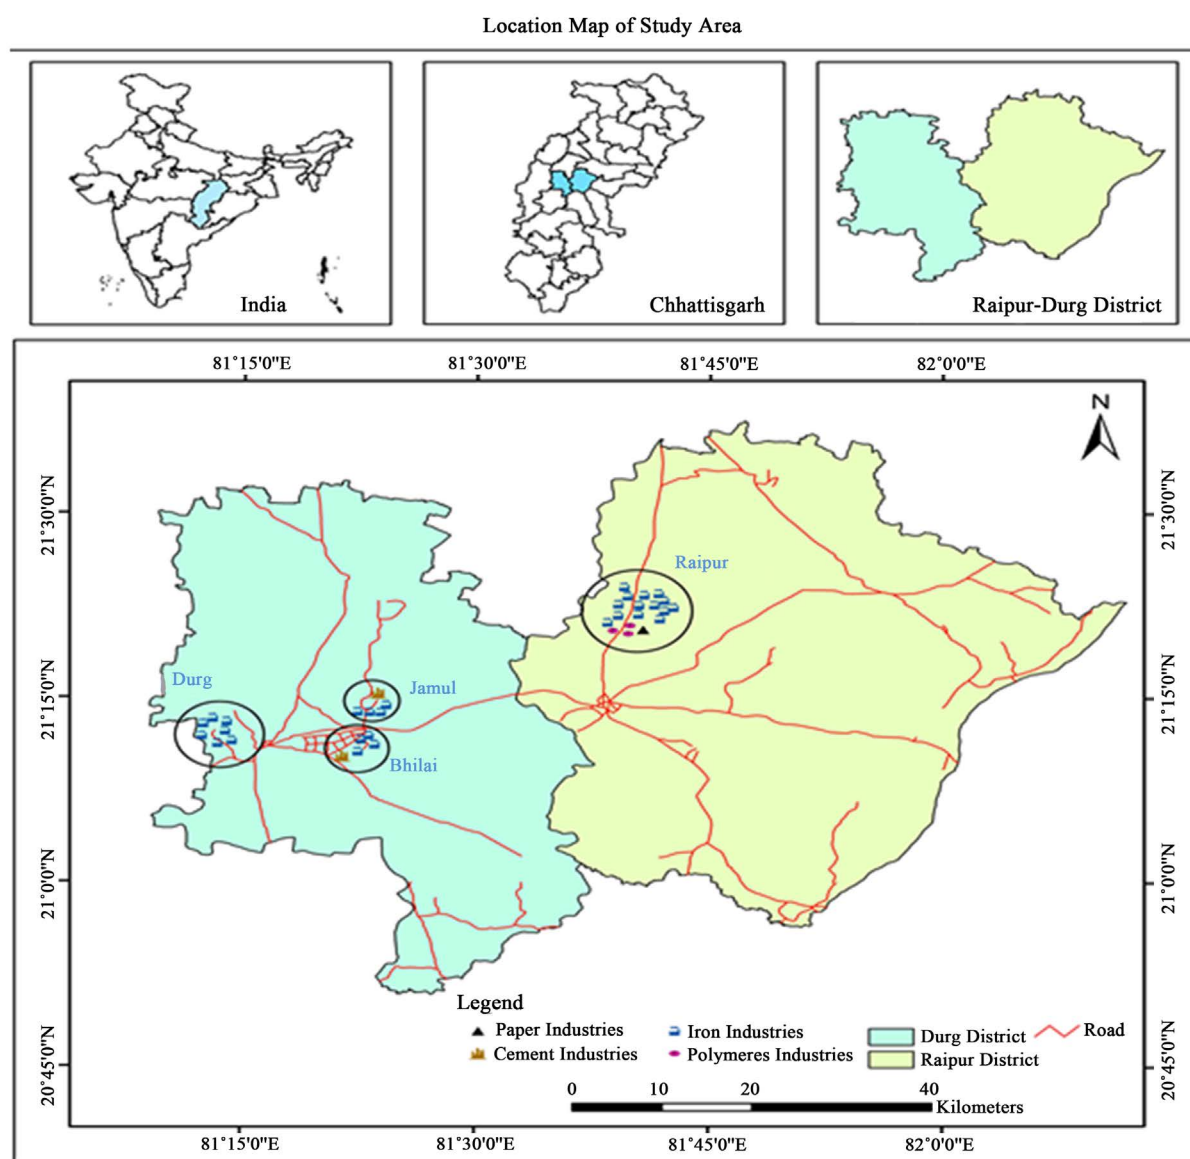 Location Map of Study Area
India
Chhattisgarh
Raipur-Durg District
81°15'0"E 81°30'0"E 81°45'0"E 82°0'0"E
N
21°30'0"N 21°30'0"N
Raipur
Durg
Jamul
21°15'0"N 21°15'0"N
Bhilai
21°0'0"N 21°0'0"N
Legend
Paper Industries Iron Industries Durg District Road
Cement Industries Polymeres Industries Raipur District
20°45'0"N 20°45'0"N
0 10 20 40
Kilometers
81°15'0"E 81°30'0"E 81°45'0"E 82°0'0"E